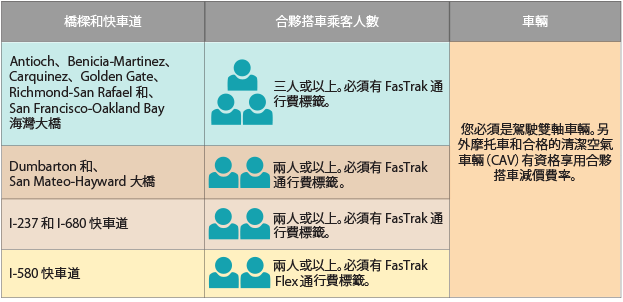 橋樑和快車道
合夥搭車乘客人數
車輛
Antioch、Benicia-Martinez、
Carquinez、Golden Gate、
Richmond-San Rafael 和、
San Francisco-Oakland Bay
海灣大橋
三人或以上。必須有 FasTrak 通
行費標籤。
Dumbarton 和、
San Mateo-Hayward 大橋
兩人或以上。必須有 FasTrak
通行費標籤。
I-237 和 I-680 快車道
兩人或以上。必須有 FasTrak 通
行費標籤。
I-580 快車道
兩人或以上。必須有 FasTrak
Flex 通行費標籤。
您必須是駕駛雙軸車輛。另
外摩托車和合格的清潔空氣
車輛（CAV）有資格享用合夥
搭車減價費率。